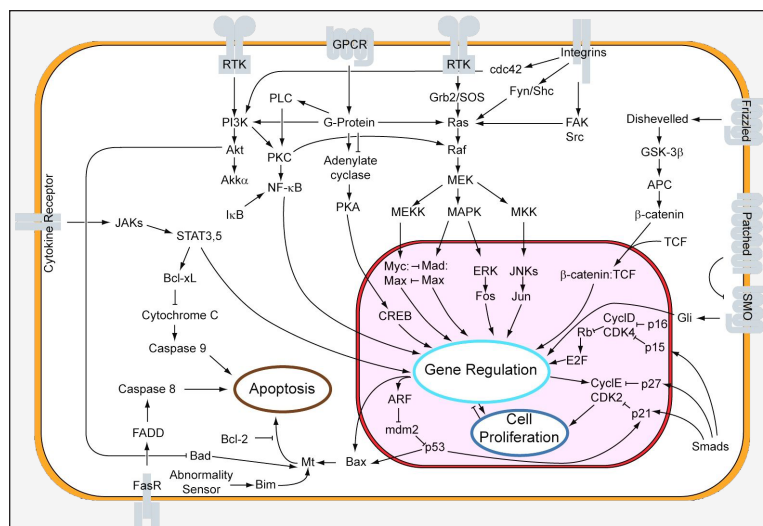 GPCR
RTK
RTK
Integrins
cdc42
PLC
Grb2/SOS
Fyn/Shc
PI3K
G-Protein
Ras
FAK
Src
Dishevelled
Frizzled
Akt
PKC
Adenylate
cyclase
Raf
GSK-3β
Akkα
NF-κB
MEK
APC
IκB
PKA
MEKK
MAPK
MKK
β-catenin
Cytokine Receptor
JAKs
STAT3,5
TCF
Patched
Myc:
Mad:
Max
Max
ERK
JNKs
β-catenin:TCF
Bcl-xL
Fos
Jun
SMO
Cytochrome C
CREB
CyclD
p16
Gli
Rb
CDK4
p15
Caspase 9
E2F
Gene Regulation
Caspase 8
Apoptosis
CyclE
p27
ARF
CDK2
p21
FADD
Bcl-2
mdm2
Cell
Proliferation
Smads
Bad
Mt
Bax
p53
FasR
Abnormality
Sensor
Bim